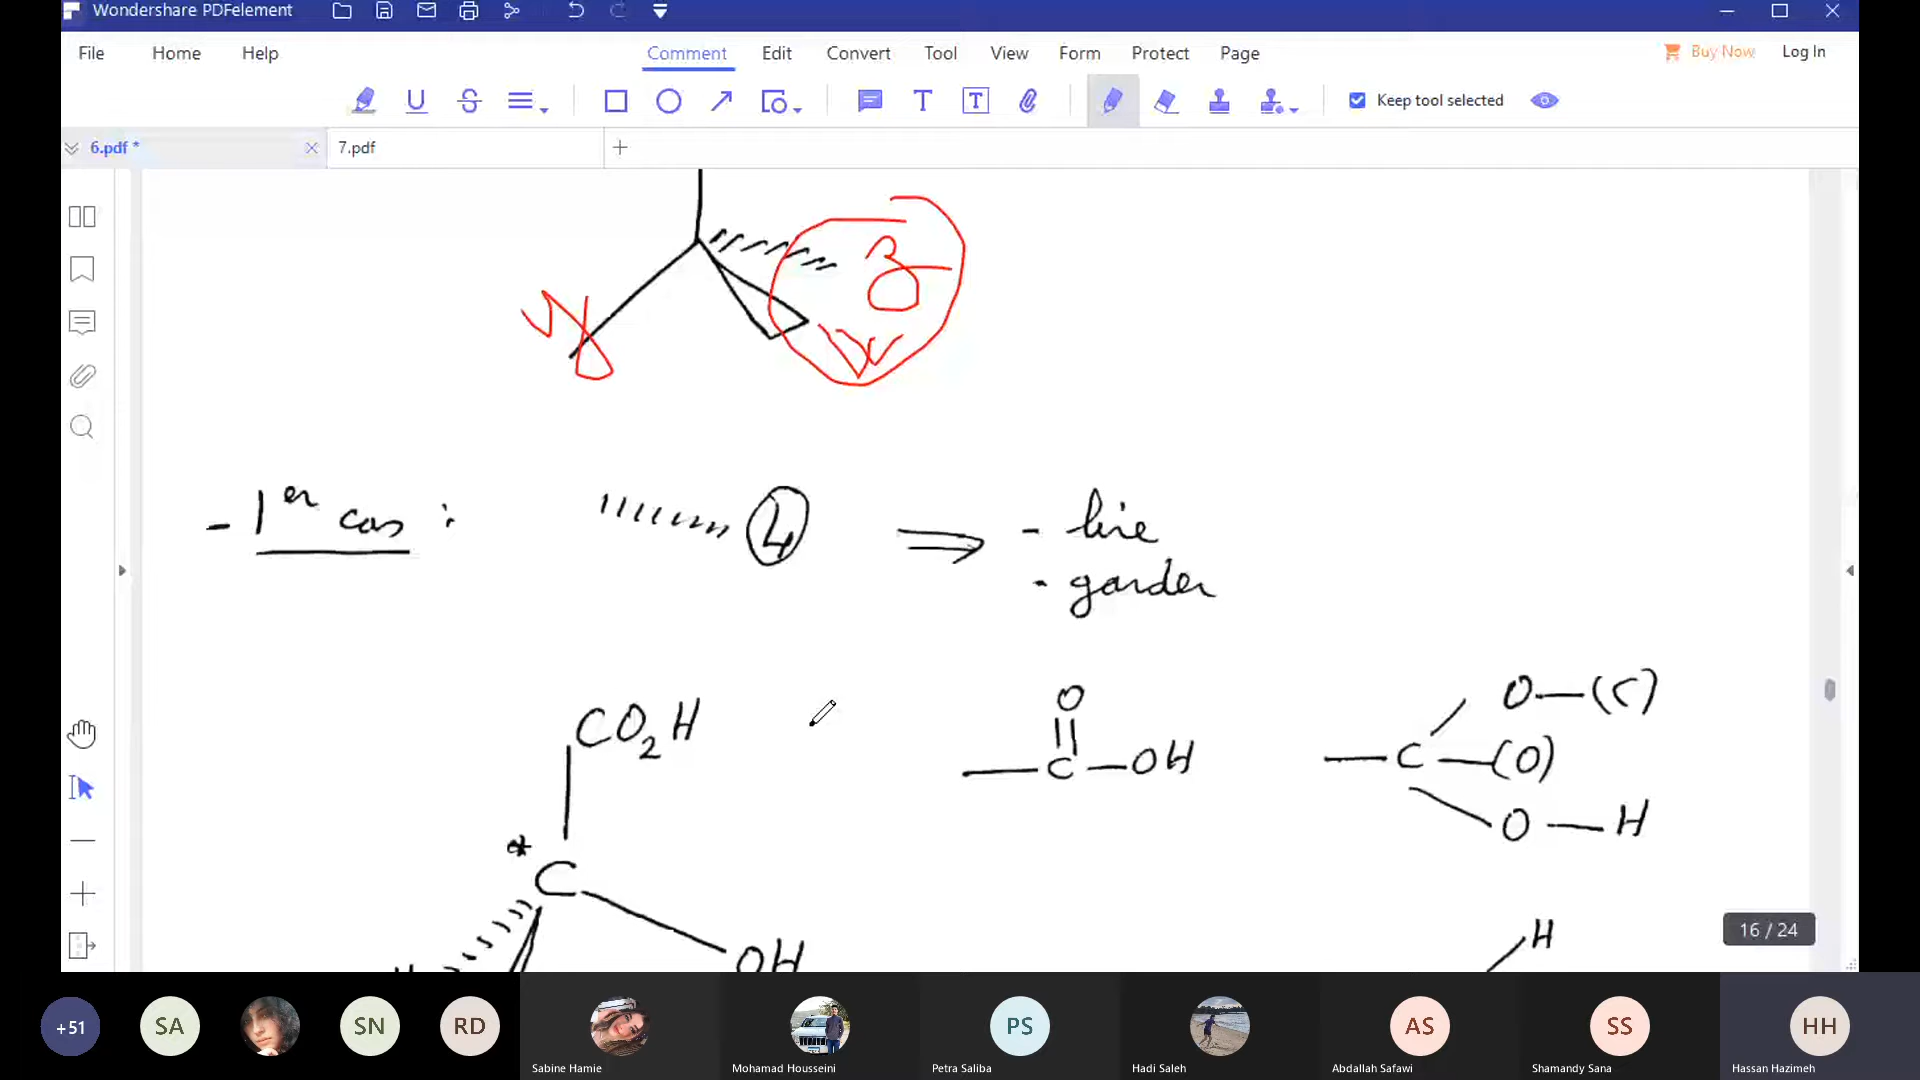 Wondershare PDFelement
File Home Help Comment Edit Convert Tool View Form Protect Page Buy Now Log In
U S T T Keep tool selected
6.pdf * 7.pdf
y z w
- 1er cas : 4 ⇒ - lire
- garder
CO2H
O
— C — OH
O — (C)
— C — (O)
O — H
* C
OH
H
16 / 24
+51 SA SN RD PS AS SS HH
Sabine Hamie Mohamad Housseini Petra Saliba Hadi Saleh Abdallah Safawi Shamandy Sana Hassan Hazimeh